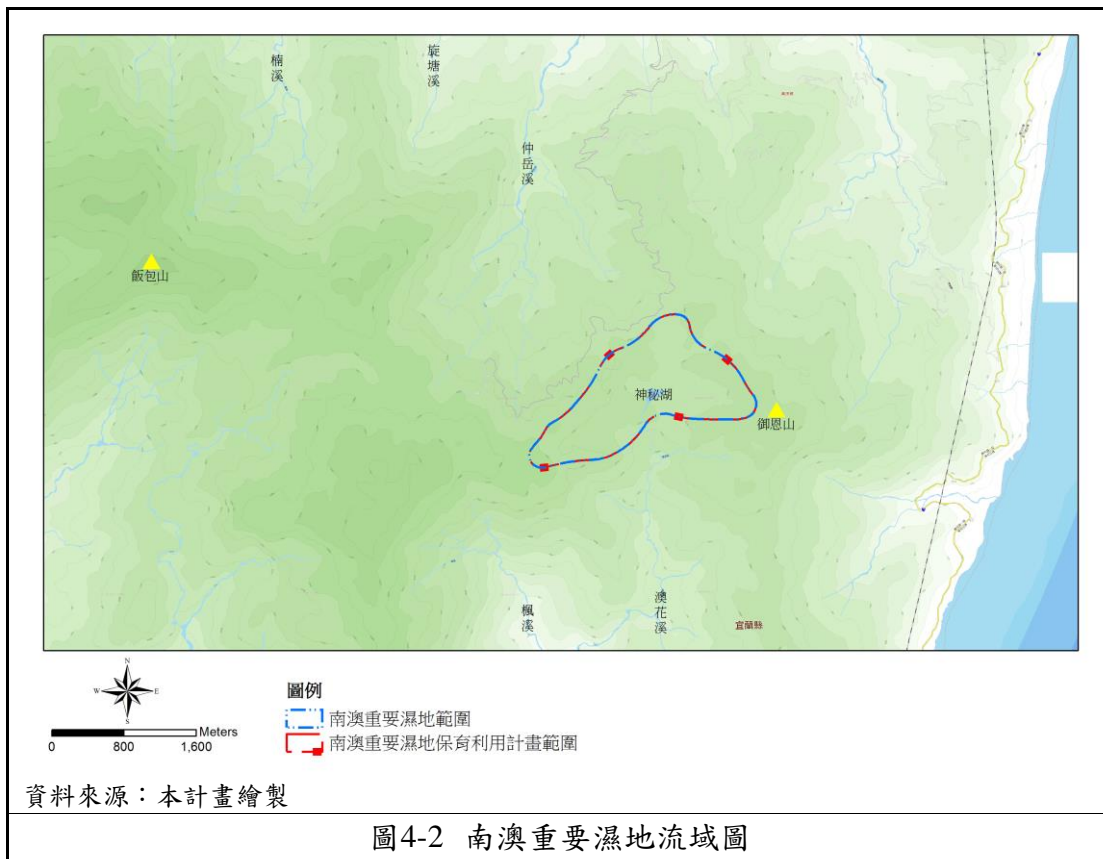 楠溪
旋塘溪
仲岳溪
飯包山
神秘湖
御恩山
楓溪
澳花溪
宜蘭縣
N
W
E
S
Meters
0 800 1,600
圖例
南澳重要濕地範圍
南澳重要濕地保育利用計畫範圍
資料來源：本計畫繪製
圖4-2 南澳重要濕地流域圖